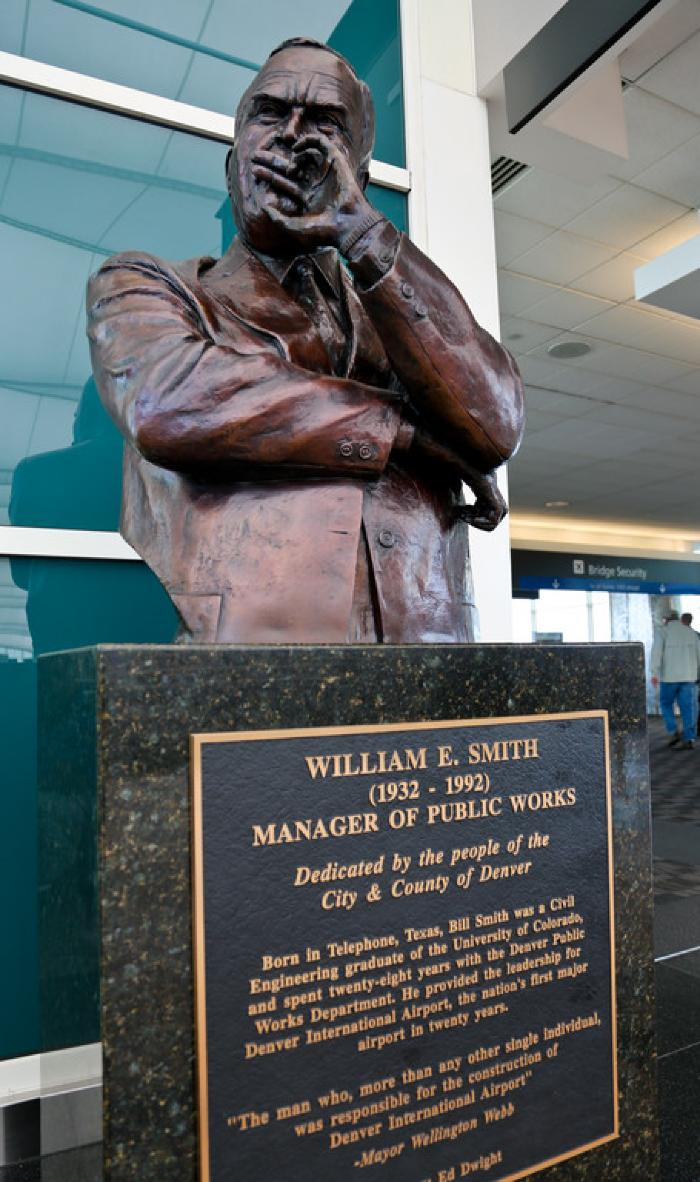 Bridge Security
WILLIAM E. SMITH
(1932 - 1992)
MANAGER OF PUBLIC WORKS
Dedicated by the people of the
City & County of Denver
Born in Telephone, Texas, Bill Smith was a Civil
Engineering graduate of the University of Colorado,
and spent twenty-eight years with the Denver Public
Works Department. He provided the leadership for
Denver International Airport, the nation's first major
airport in twenty years.
"The man who, more than any other single individual,
was responsible for the construction of
Denver International Airport"
-Mayor Wellington Webb
Ed Dwight